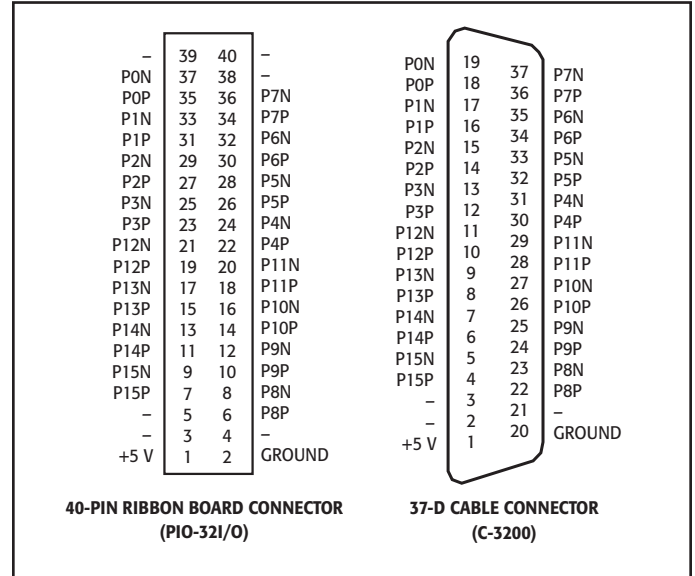 – 39 40 –
P0N 37 38 –
P0P 35 36 P7N
P1N 33 34 P7P
P1P 31 32 P6N
P2N 29 30 P6P
P2P 27 28 P5N
P3N 25 26 P5P
P3P 23 24 P4N
P12N 21 22 P4P
P12P 19 20 P11N
P13N 17 18 P11P
P13P 15 16 P10N
P14N 13 14 P10P
P14P 11 12 P9N
P15N 9 10 P9P
P15P 7 8 P8N
– 5 6 P8P
– 3 4 –
+5 V 1 2 GROUND
40-PIN RIBBON BOARD CONNECTOR
(PIO-32I/O)
P0N 19
37 P7N
P0P 18
36 P7P
P1N 17
35 P6N
P1P 16
34 P6P
P2N 15
33 P5N
P2P 14
32 P5P
P3N 13
31 P4N
P3P 12
30 P4P
P12N 11
29 P11N
P12P 10
28 P11P
P13N 9
27 P10N
P13P 8
26 P10P
P14N 7
25 P9N
P14P 6
24 P9P
P15N 5
23 P8N
P15P 4
22 P8P
– 3
21 –
– 2
20 GROUND
+5 V 1
37-D CABLE CONNECTOR
(C-3200)